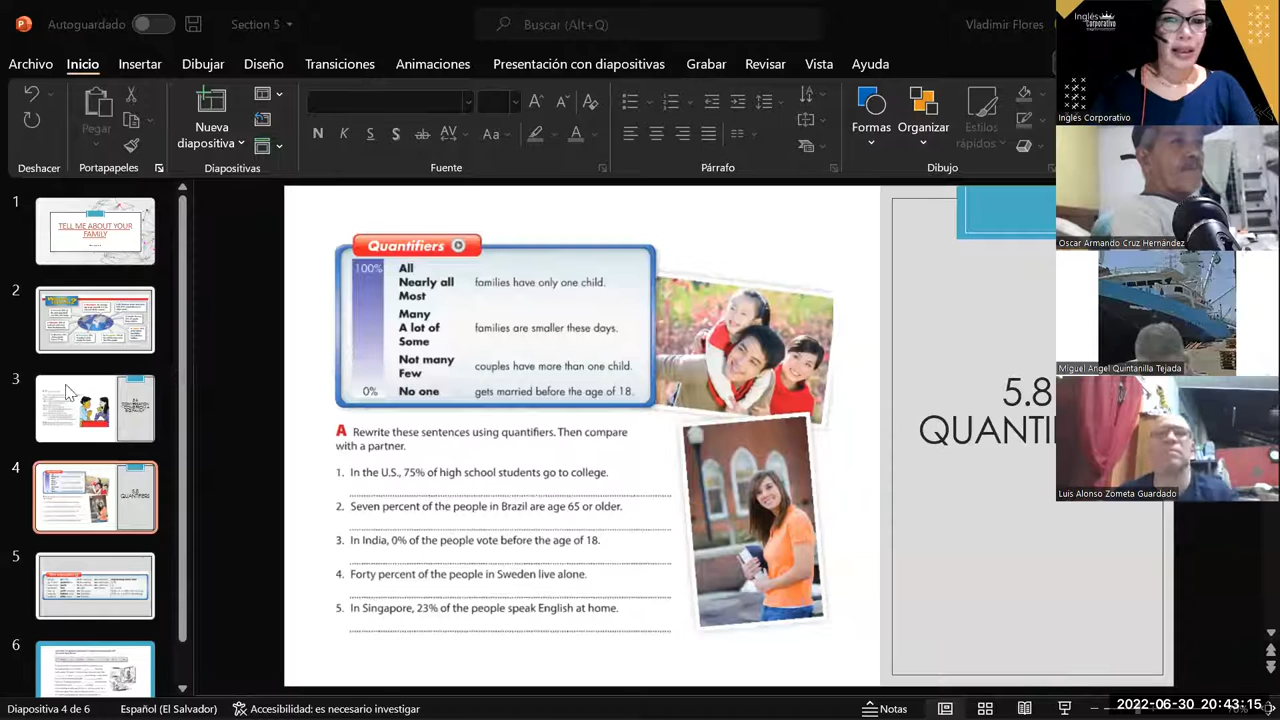 Autoguardado
Section 5
Buscar (Alt+Q)
Vladimir Flores
Archivo Inicio Insertar Dibujar Diseño Transiciones Animaciones Presentación con diapositivas Grabar Revisar Vista Ayuda
Pegar
Nueva
diapositiva
Formas
Organizar
Estilos
rápidos
Deshacer Portapapeles Diapositivas Fuente Párrafo Dibujo
1
TELL ME ABOUT YOUR
FAMILY
2
3
4
5
6
Quantifiers
100% All
Nearly all families have only one child.
Most
Many
A lot of families are smaller these days.
Some
Not many couples have more than one child.
Few
0% No one gets married before the age of 18.
A Rewrite these sentences using quantifiers. Then compare
with a partner.
1. In the U.S., 75% of high school students go to college.
2. Seven percent of the people in Brazil are age 65 or older.
3. In India, 0% of the people vote before the age of 18.
4. Forty percent of the people in Sweden live alone.
5. In Singapore, 23% of the people speak English at home.
5.8
QUANTI
Inglés
Corporativo
Inglés Corporativo
Oscar Armando Cruz Hernández
Miguel Angel Quintanilla Tejada
Luis Alonso Zometa Guardado
Diapositiva 4 de 6
Español (El Salvador)
Accesibilidad: es necesario investigar
Notas
2022-06-30 20:43:15